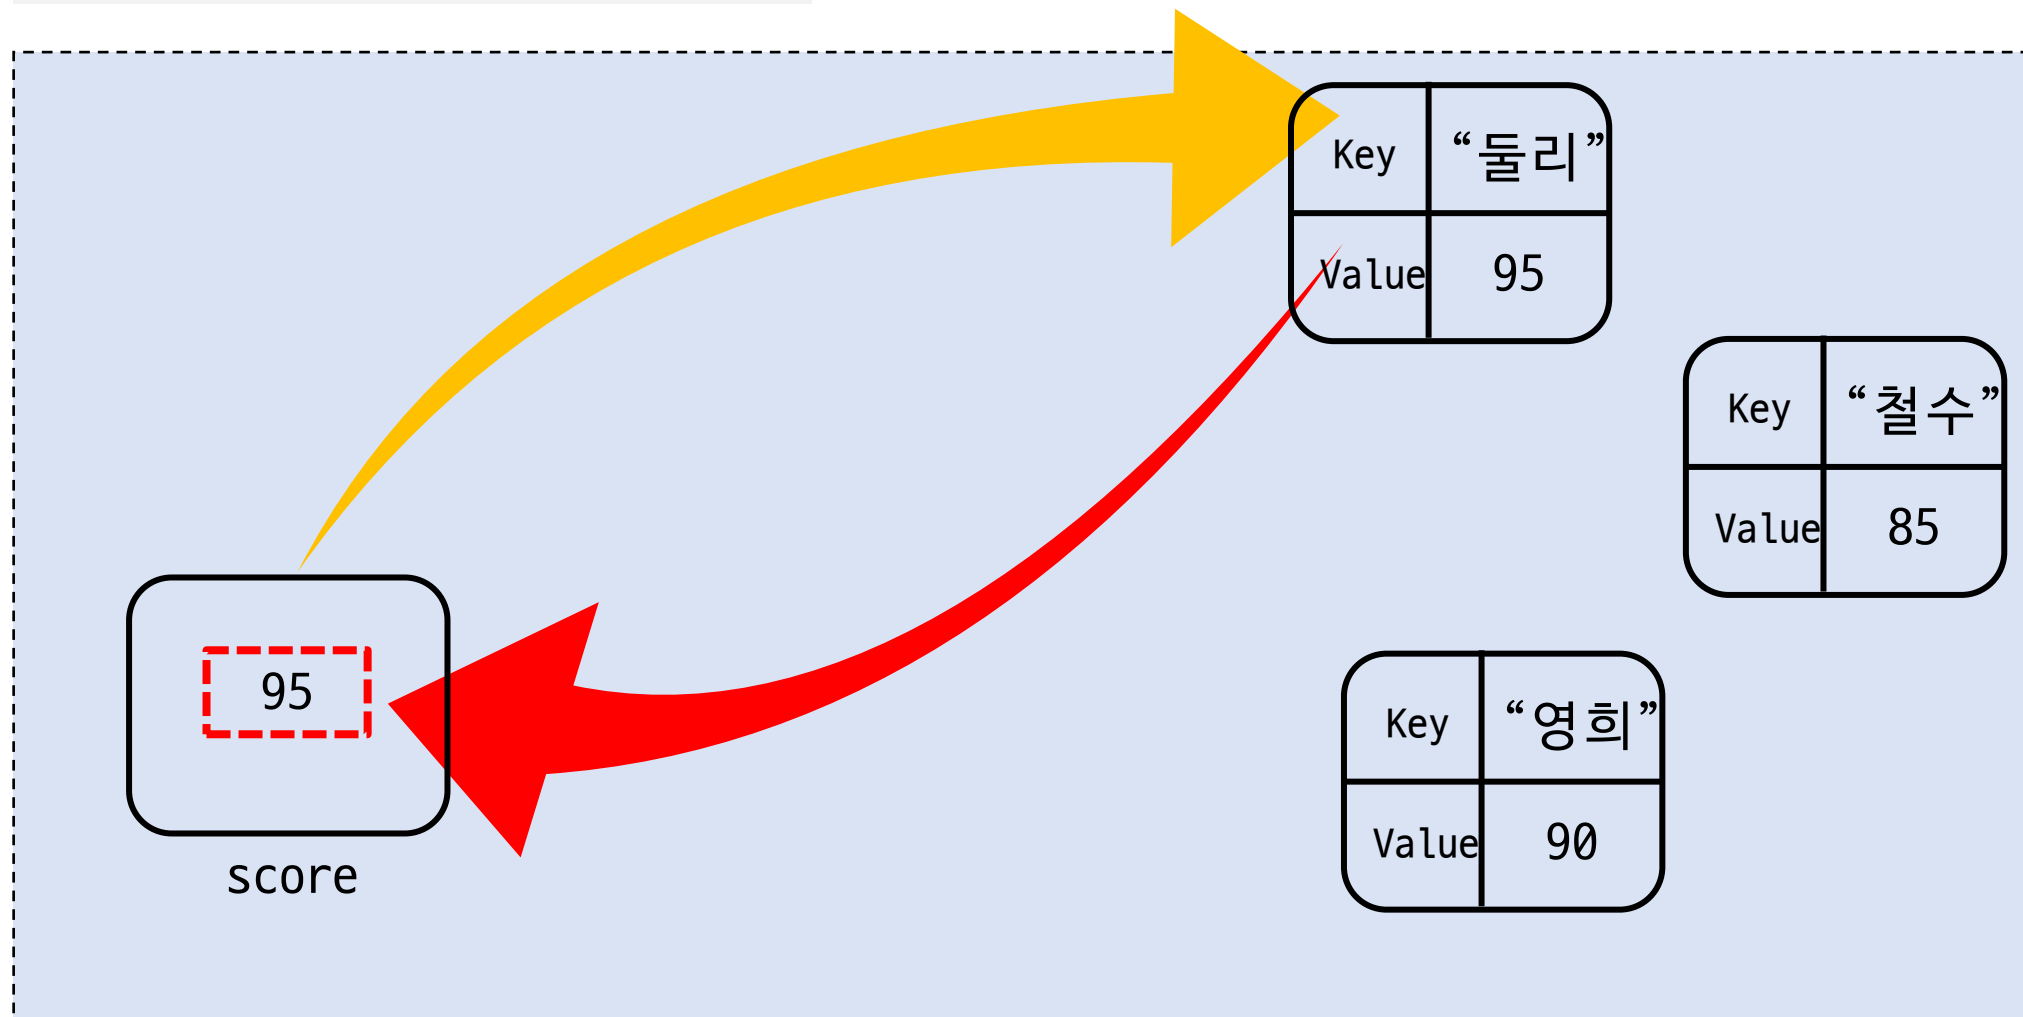 Key “둘리”
Value 95
Key “철수”
Value 85
95
score
Key “영희”
Value 90